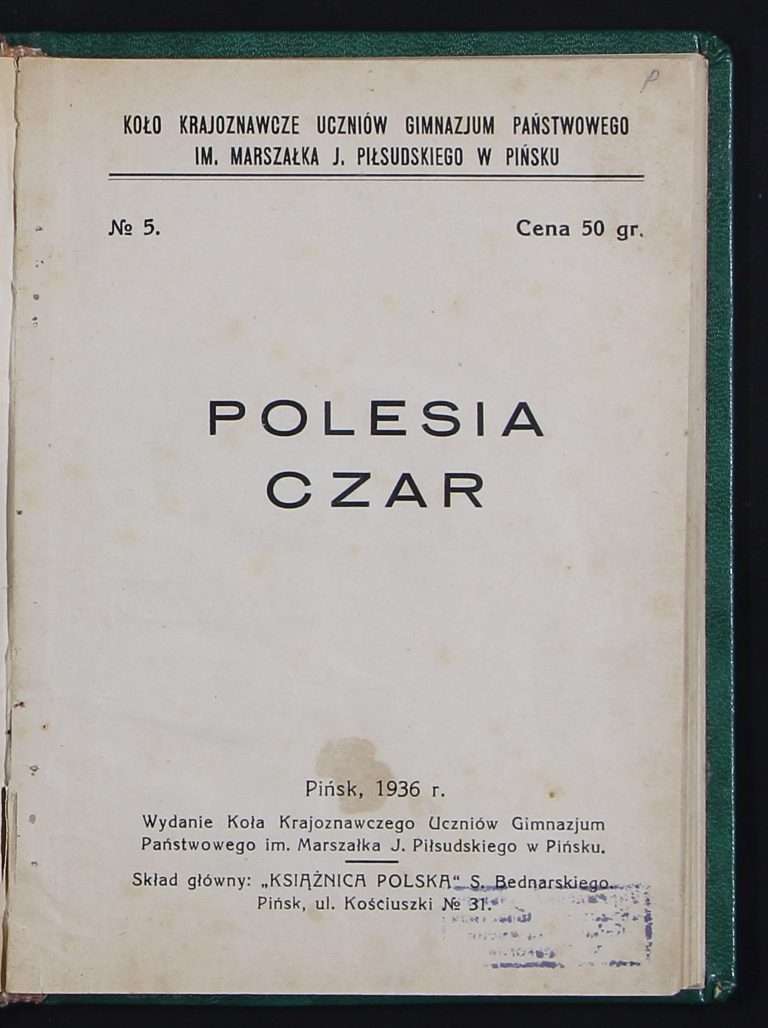 P
KOŁO KRAJOZNAWCZE UCZNIÓW GIMNAZJUM PAŃSTWOWEGO
IM. MARSZAŁKA J. PIŁSUDSKIEGO W PIŃSKU
№ 5.
Cena 50 gr.
POLESIA
CZAR
Pińsk, 1936 r.
Wydanie Koła Krajoznawczego Uczniów Gimnazjum
Państwowego im. Marszałka J. Piłsudskiego w Pińsku.
Skład główny: „KSIĄŻNICA POLSKA“ S. Bednarskiego.
Pińsk, ul. Kościuszki № 31.